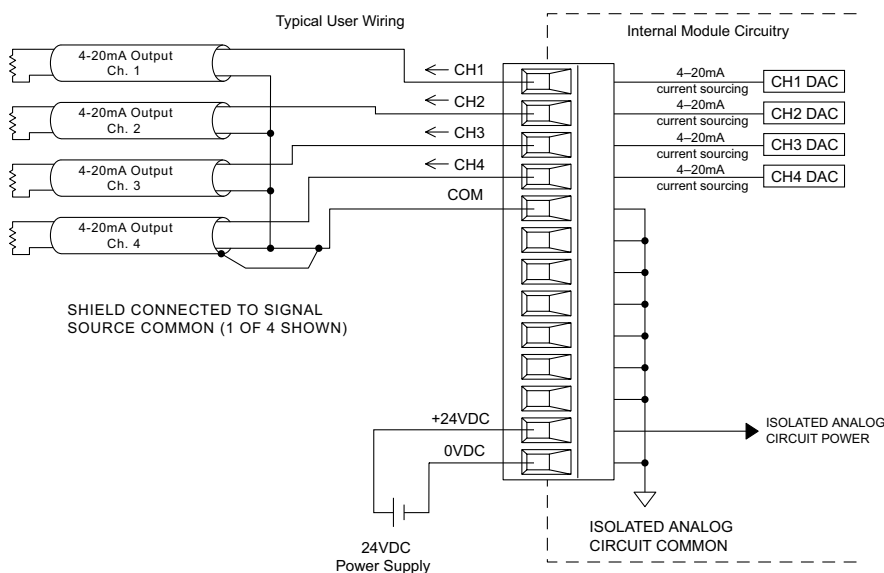 Typical User Wiring
Internal Module Circuitry
4-20mA Output
Ch. 1
4-20mA Output
Ch. 2
4-20mA Output
Ch. 3
4-20mA Output
Ch. 4
CH1
CH2
CH3
CH4
COM
4–20mA
current sourcing
CH1 DAC
4–20mA
current sourcing
CH2 DAC
4–20mA
current sourcing
CH3 DAC
4–20mA
current sourcing
CH4 DAC
SHIELD CONNECTED TO SIGNAL
SOURCE COMMON (1 OF 4 SHOWN)
+24VDC
0VDC
ISOLATED ANALOG
CIRCUIT POWER
24VDC
Power Supply
ISOLATED ANALOG
CIRCUIT COMMON